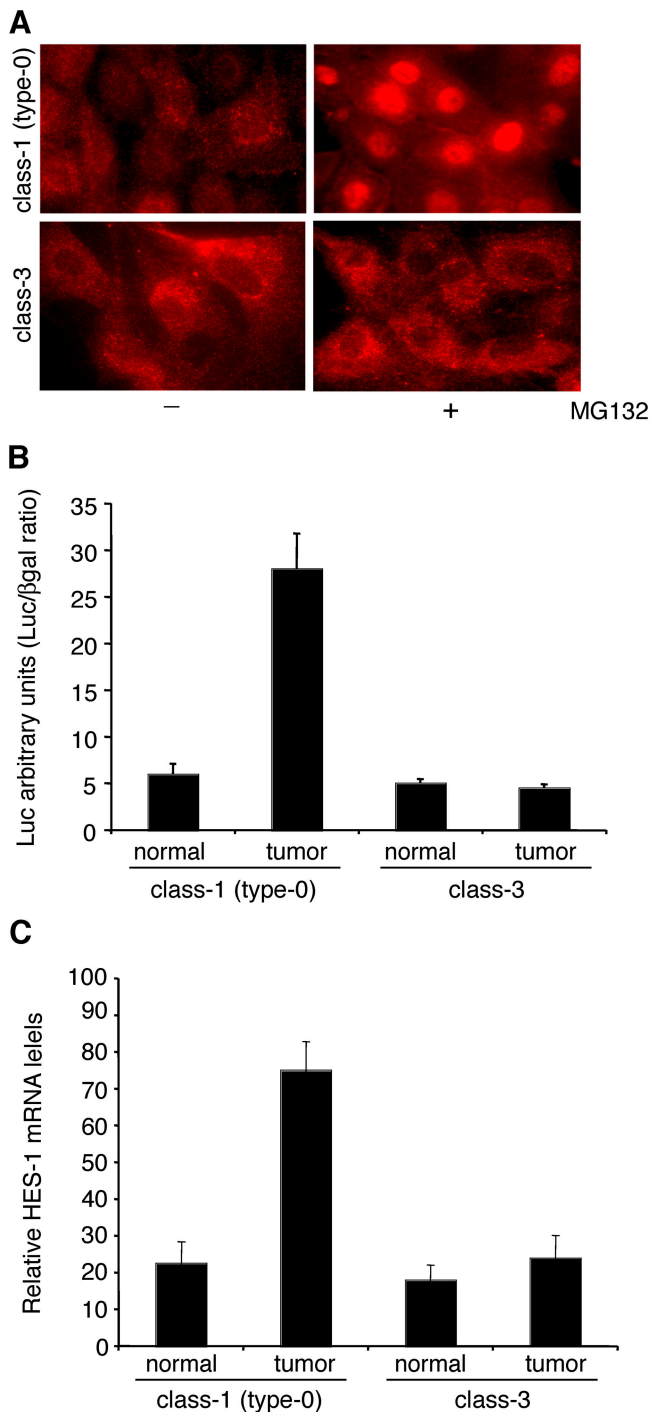 A
class-1 (type-0)
class-3
– + MG132
B
Luc arbitrary units (Luc/βgal ratio)
35
30
25
20
15
10
5
0
normal tumor normal tumor
class-1 (type-0) class-3
C
Relative HES-1 mRNA lelels
100
90
80
70
60
50
40
30
20
10
0
normal tumor normal tumor
class-1 (type-0) class-3